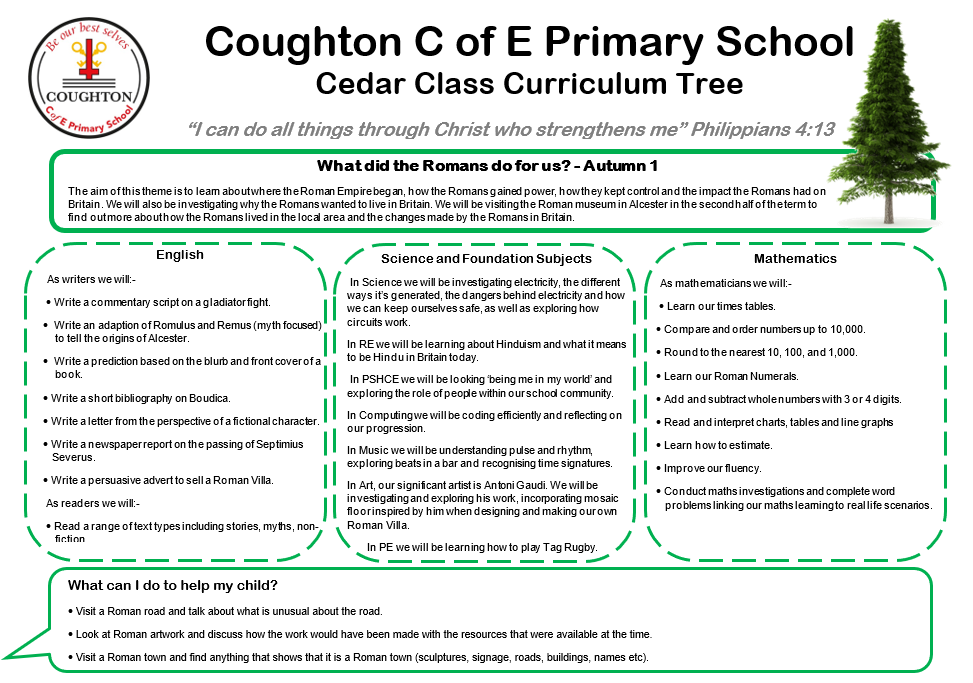 Be our best selves
COUGHTON
C of E Primary School
Coughton C of E Primary School
Cedar Class Curriculum Tree
“I can do all things through Christ who strengthens me” Philippians 4:13
What did the Romans do for us? - Autumn 1
The aim of this theme is to learn about where the Roman Empire began, how the Romans gained power, how they kept control and the impact the Romans had on
Britain. We will also be investigating why the Romans wanted to live in Britain. We will be visiting the Roman museum in Alcester in the second half of the term to
find out more about how the Romans lived in the local area and the changes made by the Romans in Britain.
English
As writers we will:-
• Write a commentary script on a gladiator fight.
• Write an adaption of Romulus and Remus (myth focused)
to tell the origins of Alcester.
• Write a prediction based on the blurb and front cover of a
book.
• Write a short bibliography on Boudica.
• Write a letter from the perspective of a fictional character.
• Write a newspaper report on the passing of Septimius
Severus.
• Write a persuasive advert to sell a Roman Villa.
As readers we will:-
• Read a range of text types including stories, myths, non-
fiction
Science and Foundation Subjects
In Science we will be investigating electricity, the different
ways it’s generated, the dangers behind electricity and how
we can keep ourselves safe, as well as exploring how
circuits work.
In RE we will be learning about Hinduism and what it means
to be Hindu in Britain today.
In PSHCE we will be looking ‘being me in my world’ and
exploring the role of people within our school community.
In Computing we will be coding efficiently and reflecting on
our progression.
In Music we will be understanding pulse and rhythm,
exploring beats in a bar and recognising time signatures.
In Art, our significant artist is Antoni Gaudi. We will be
investigating and exploring his work, incorporating mosaic
floor inspired by him when designing and making our own
Roman Villa.
In PE we will be learning how to play Tag Rugby.
Mathematics
As mathematicians we will:-
• Learn our times tables.
• Compare and order numbers up to 10,000.
• Round to the nearest 10, 100, and 1,000.
• Learn our Roman Numerals.
• Add and subtract whole numbers with 3 or 4 digits.
• Read and interpret charts, tables and line graphs
• Learn how to estimate.
• Improve our fluency.
• Conduct maths investigations and complete word
problems linking our maths learning to real life scenarios.
What can I do to help my child?
• Visit a Roman road and talk about what is unusual about the road.
• Look at Roman artwork and discuss how the work would have been made with the resources that were available at the time.
• Visit a Roman town and find anything that shows that it is a Roman town (sculptures, signage, roads, buildings, names etc).